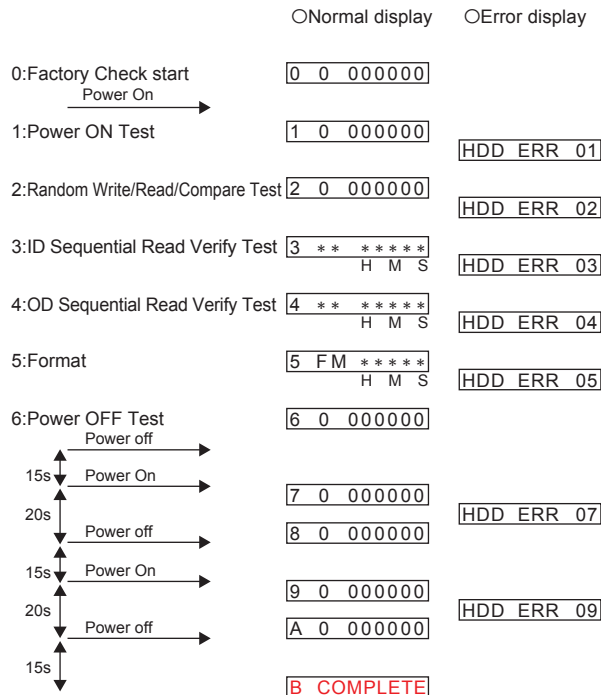 ○Normal display ○Error display
0:Factory Check start 0 0 000000
Power On
1:Power ON Test 1 0 000000
HDD ERR 01
2:Random Write/Read/Compare Test 2 0 000000
HDD ERR 02
3:ID Sequential Read Verify Test 3 ** *****
H M S
HDD ERR 03
4:OD Sequential Read Verify Test 4 ** *****
H M S
HDD ERR 04
5:Format 5 FM *****
H M S
HDD ERR 05
6:Power OFF Test 6 0 000000
Power off
15s
Power On
7 0 000000
HDD ERR 07
20s
Power off
8 0 000000
15s
Power On
9 0 000000
HDD ERR 09
20s
Power off
A 0 000000
15s
B COMPLETE